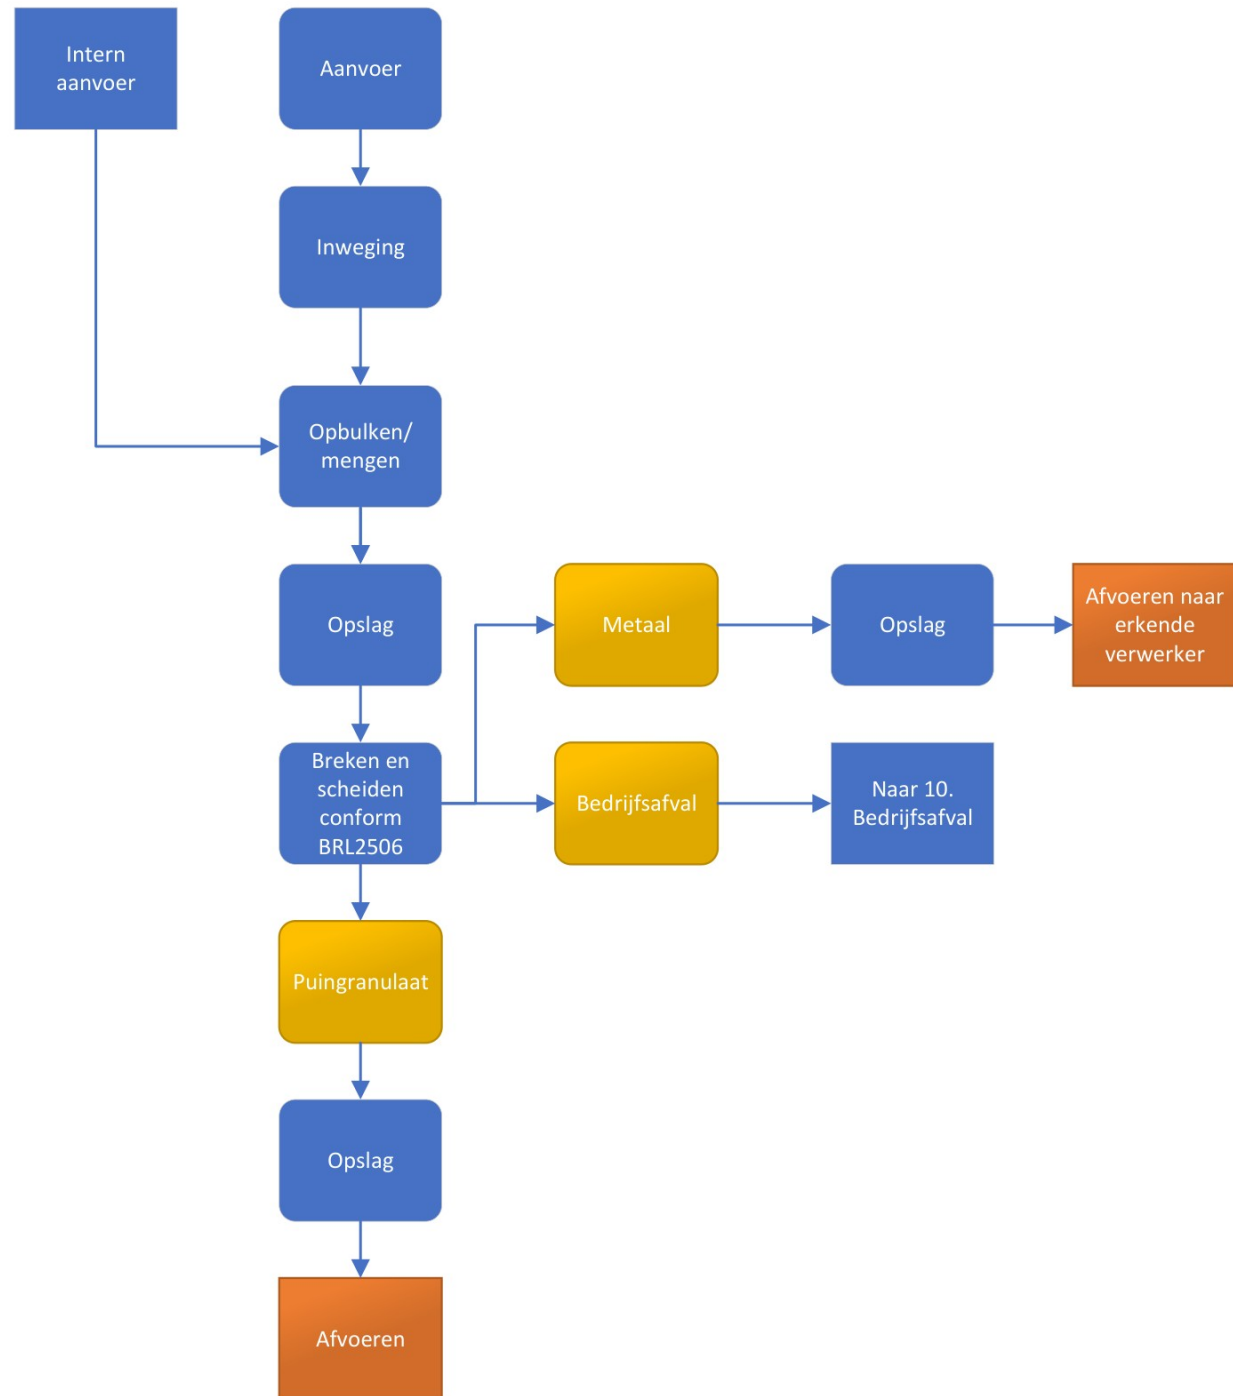 Intern
aanvoer
Aanvoer
Inweging
Opbulken/
mengen
Opslag
Metaal
Opslag
Afvoeren naar
erkende
verwerker
Breken en
scheiden
conform
BRL2506
Bedrijfsafval
Naar 10.
Bedrijfsafval
Puingranulaat
Opslag
Afvoeren